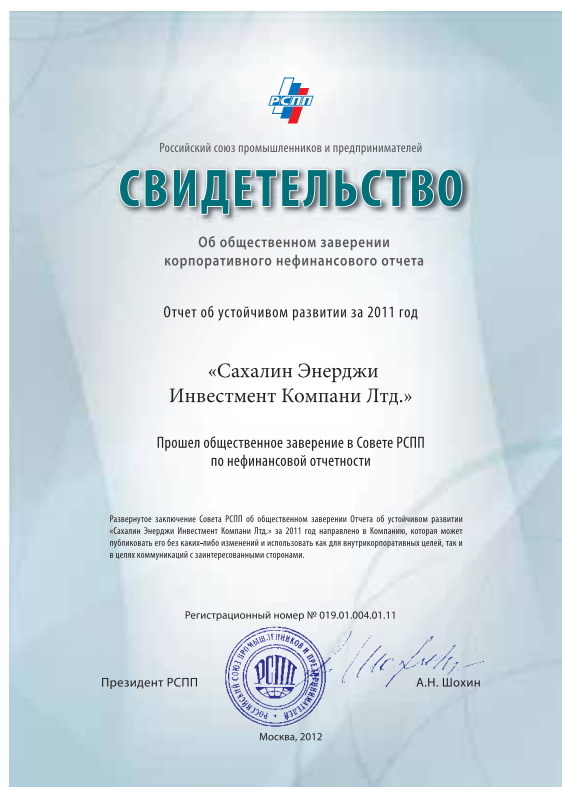 РСПП
Российский союз промышленников и предпринимателей
СВИДЕТЕЛЬСТВО
Об общественном заверении
корпоративного нефинансового отчета
Отчет об устойчивом развитии за 2011 год
«Сахалин Энерджи
Инвестмент Компани Лтд.»
Прошел общественное заверение в Совете РСПП
по нефинансовой отчетности
Развернутое заключение Совета РСПП об общественном заверении Отчета об устойчивом развитии
«Сахалин Энерджи Инвестмент Компани Лтд.» за 2011 год направлено в Компанию, которая может
публиковать его без каких-либо изменений и использовать как для внутрикорпоративных целей, так и
в целях коммуникаций с заинтересованными сторонами.
Регистрационный номер № 019.01.004.01.11
РОССИЙСКИЙ СОЮЗ ПРОМЫШЛЕННИКОВ И ПРЕДПРИНИМАТЕЛЕЙ
РСПП
Президент РСПП
А.Н. Шохин
Москва, 2012